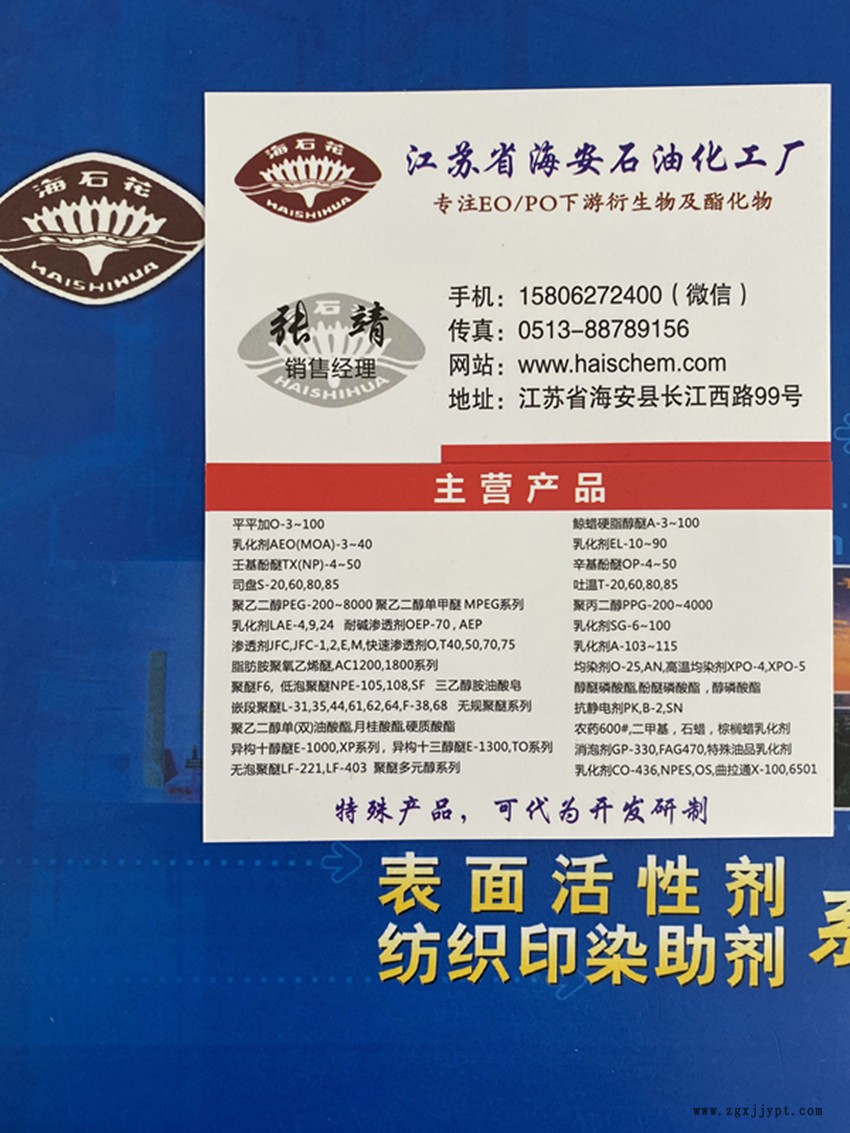 海石花
HAISHIHUA
海石花
HAISHIHUA
江苏省海安石油化工厂
专注EO/PO下游衍生物及酯化物
石
张 靖
销售经理
HAISHIHUA
手机：15806272400（微信）
传真：0513-88789156
网站：www.haischem.com
地址：江苏省海安县长江西路99号
主营产品
平平加O-3~100
乳化剂AEO(MOA)-3~40
壬基酚醚TX(NP)-4~50
司盘S-20,60,80,85
聚乙二醇PEG-200~8000 聚乙二醇单甲醚 MPEG系列
乳化剂LAE-4,9,24 耐碱渗透剂OEP-70 , AEP
渗透剂JFC,JFC-1,2,E,M,快速渗透剂O,T40,50,70,75
脂肪胺聚氧乙烯醚,AC1200,1800系列
聚醚F6, 低泡聚醚NPE-105,108,SF 三乙醇胺油酸皂
嵌段聚醚L-31,35,44,61,62,64,F-38,68 无规聚醚系列
聚乙二醇单(双)油酸酯,月桂酸酯,硬质酸酯
异构十醇醚E-1000,XP系列 , 异构十三醇醚E-1300,TO系列
无泡聚醚LF-221,LF-403 聚醚多元醇系列
鲸蜡硬脂醇醚A-3~100
乳化剂EL-10~90
辛基酚醚OP-4~50
吐温T-20,60,80,85
聚丙二醇PPG-200~4000
乳化剂SG-6~100
乳化剂A-103~115
均染剂O-25,AN,高温均染剂XPO-4,XPO-5
醇醚磷酸酯,酚醚磷酸酯 , 醇磷酸酯
抗静电剂PK,B-2,SN
农药600#,二甲基 , 石蜡 , 棕榈蜡乳化剂
消泡剂GP-330,FAG470,特殊油品乳化剂
乳化剂CO-436,NPES,OS,曲拉通X-100,6501
特殊产品，可代为开发研制
表面活性剂
纺织印染助剂
www.zgxjjypt.com